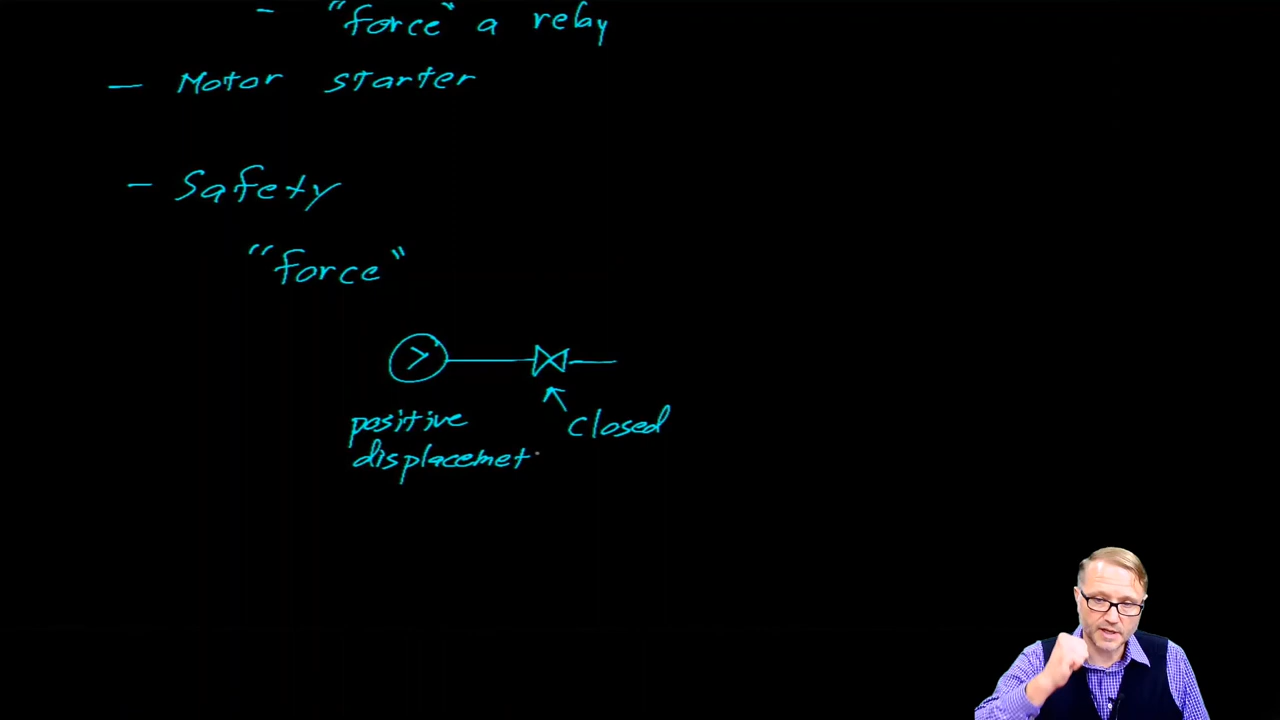 - "force" a relay
- Motor starter
- Safety
"force"
closed
positive
displacemet